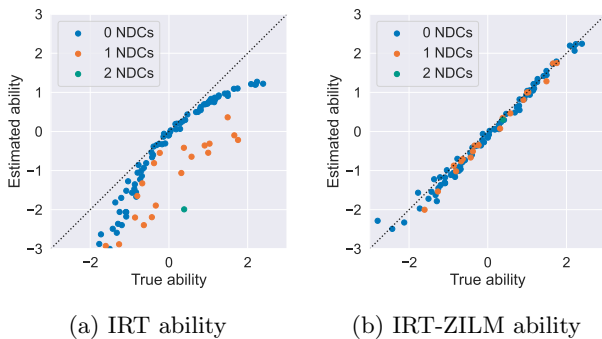 3
2
1
0
−1
−2
−3
Estimated ability
0 NDCs
1 NDCs
2 NDCs
−2
0
2
True ability
(a) IRT ability
3
2
1
0
−1
−2
−3
Estimated ability
0 NDCs
1 NDCs
2 NDCs
−2
0
2
True ability
(b) IRT-ZILM ability